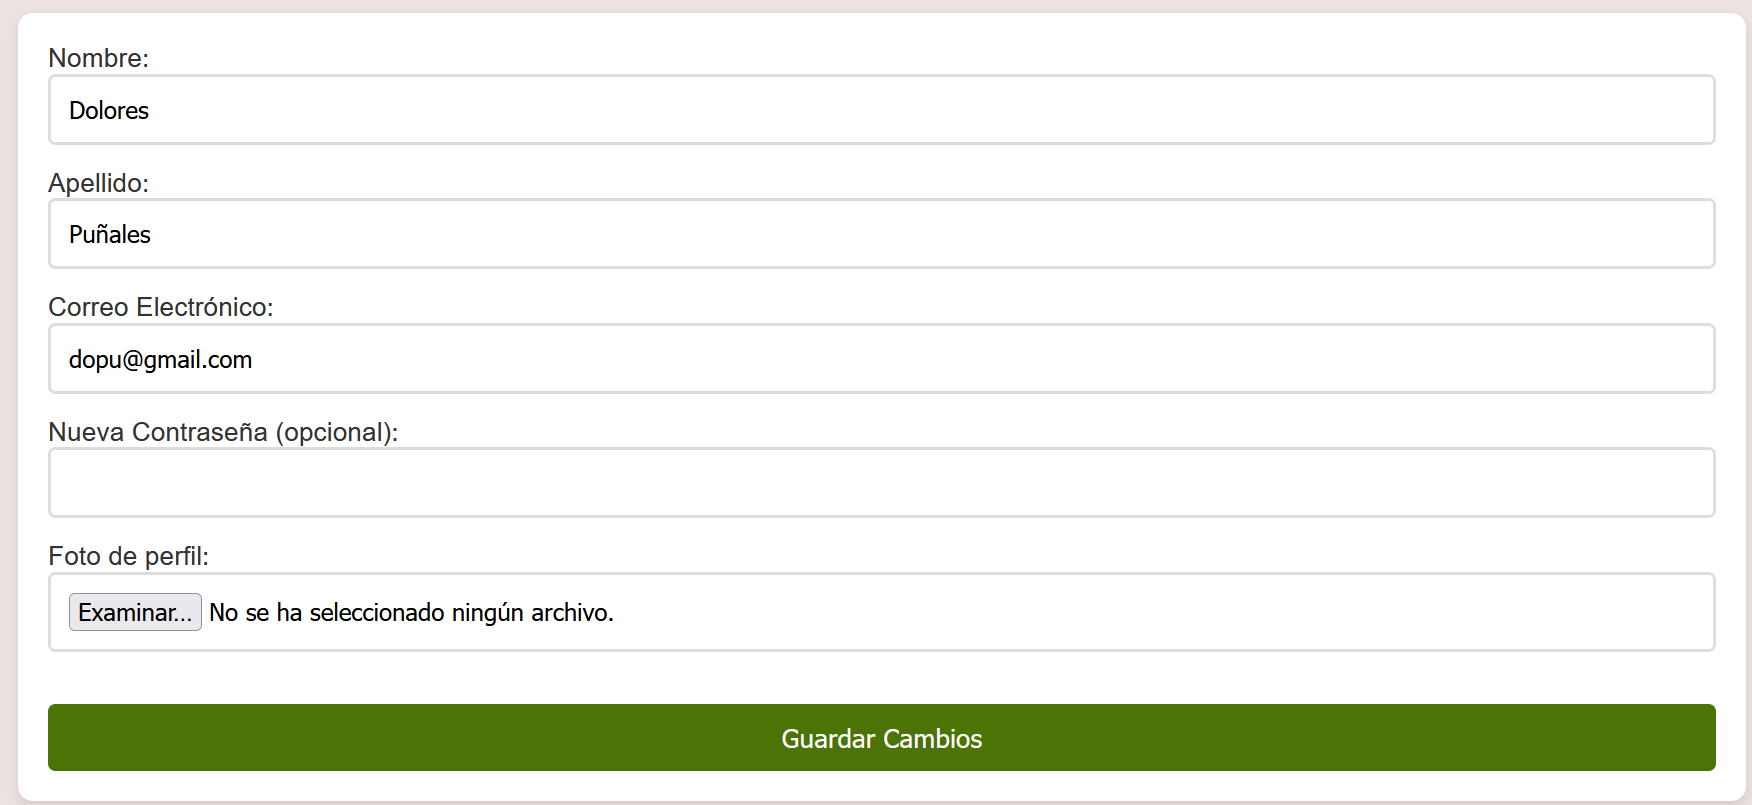 Nombre:
Dolores
Apellido:
Puñales
Correo Electrónico:
dopu@gmail.com
Nueva Contraseña (opcional):
Foto de perfil:
Examinar... No se ha seleccionado ningún archivo.
Guardar Cambios